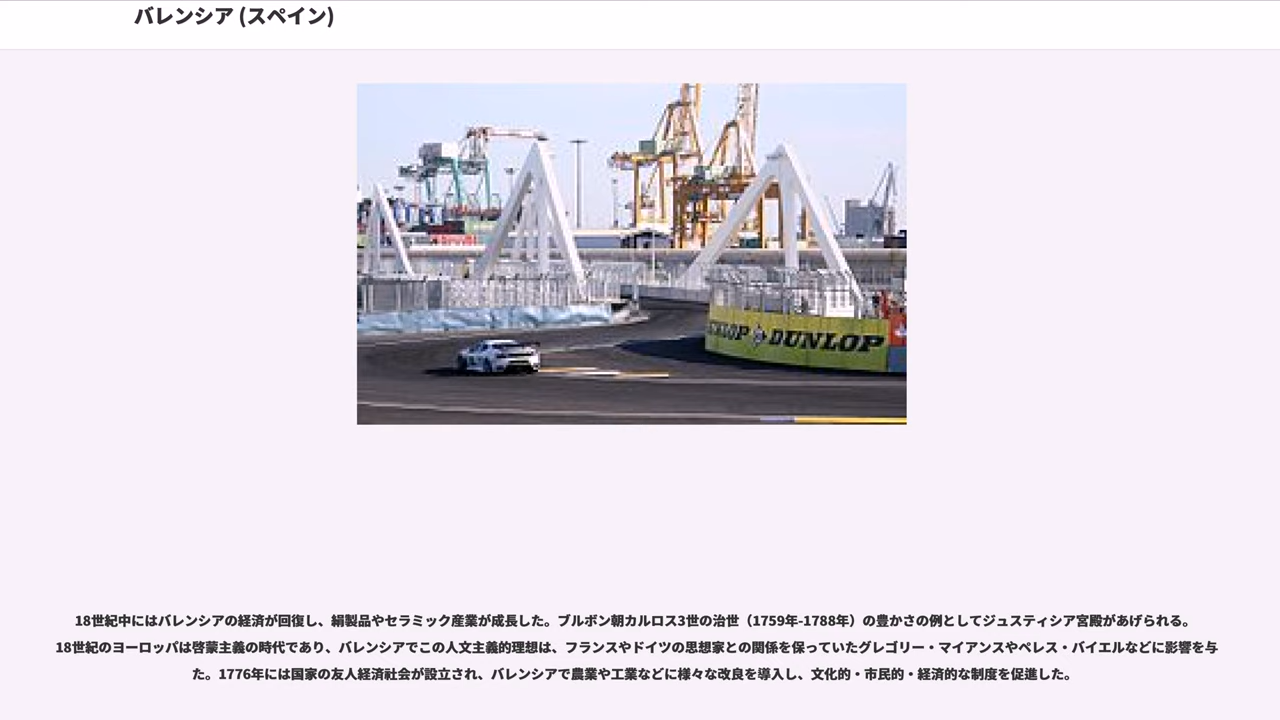 バレンシア (スペイン)
DUNLOP DUNLOP
18世紀中にはバレンシアの経済が回復し、絹製品やセラミック産業が成長した。ブルボン朝カルロス3世の治世（1759年-1788年）の豊かさの例としてジュスティシア宮殿があげられる。
18世紀のヨーロッパは啓蒙主義の時代であり、バレンシアでこの人文主義的理想は、フランスやドイツの思想家との関係を保っていたグレゴリー・マイアンスやペレス・バイエルなどに影響を与
た。1776年には国家の友人経済社会が設立され、バレンシアで農業や工業などに様々な改良を導入し、文化的・市民的・経済的な制度を促進した。